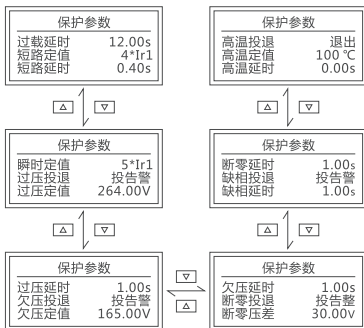 保护参数
过载延时 12.00s
短路定值 4*Ir1
短路延时 0.40s
保护参数
瞬时定值 5*Ir1
过压投退 投告警
过压定值 264.00V
保护参数
过压延时 1.00s
欠压投退 投告警
欠压定值 165.00V
保护参数
欠压延时 1.00s
断零投退 投告整
断零压差 30.00V
保护参数
断零延时 1.00s
缺相投退 投告警
缺相延时 1.00s
保护参数
高温投退 退出
高温定值 100℃
高温延时 0.00s